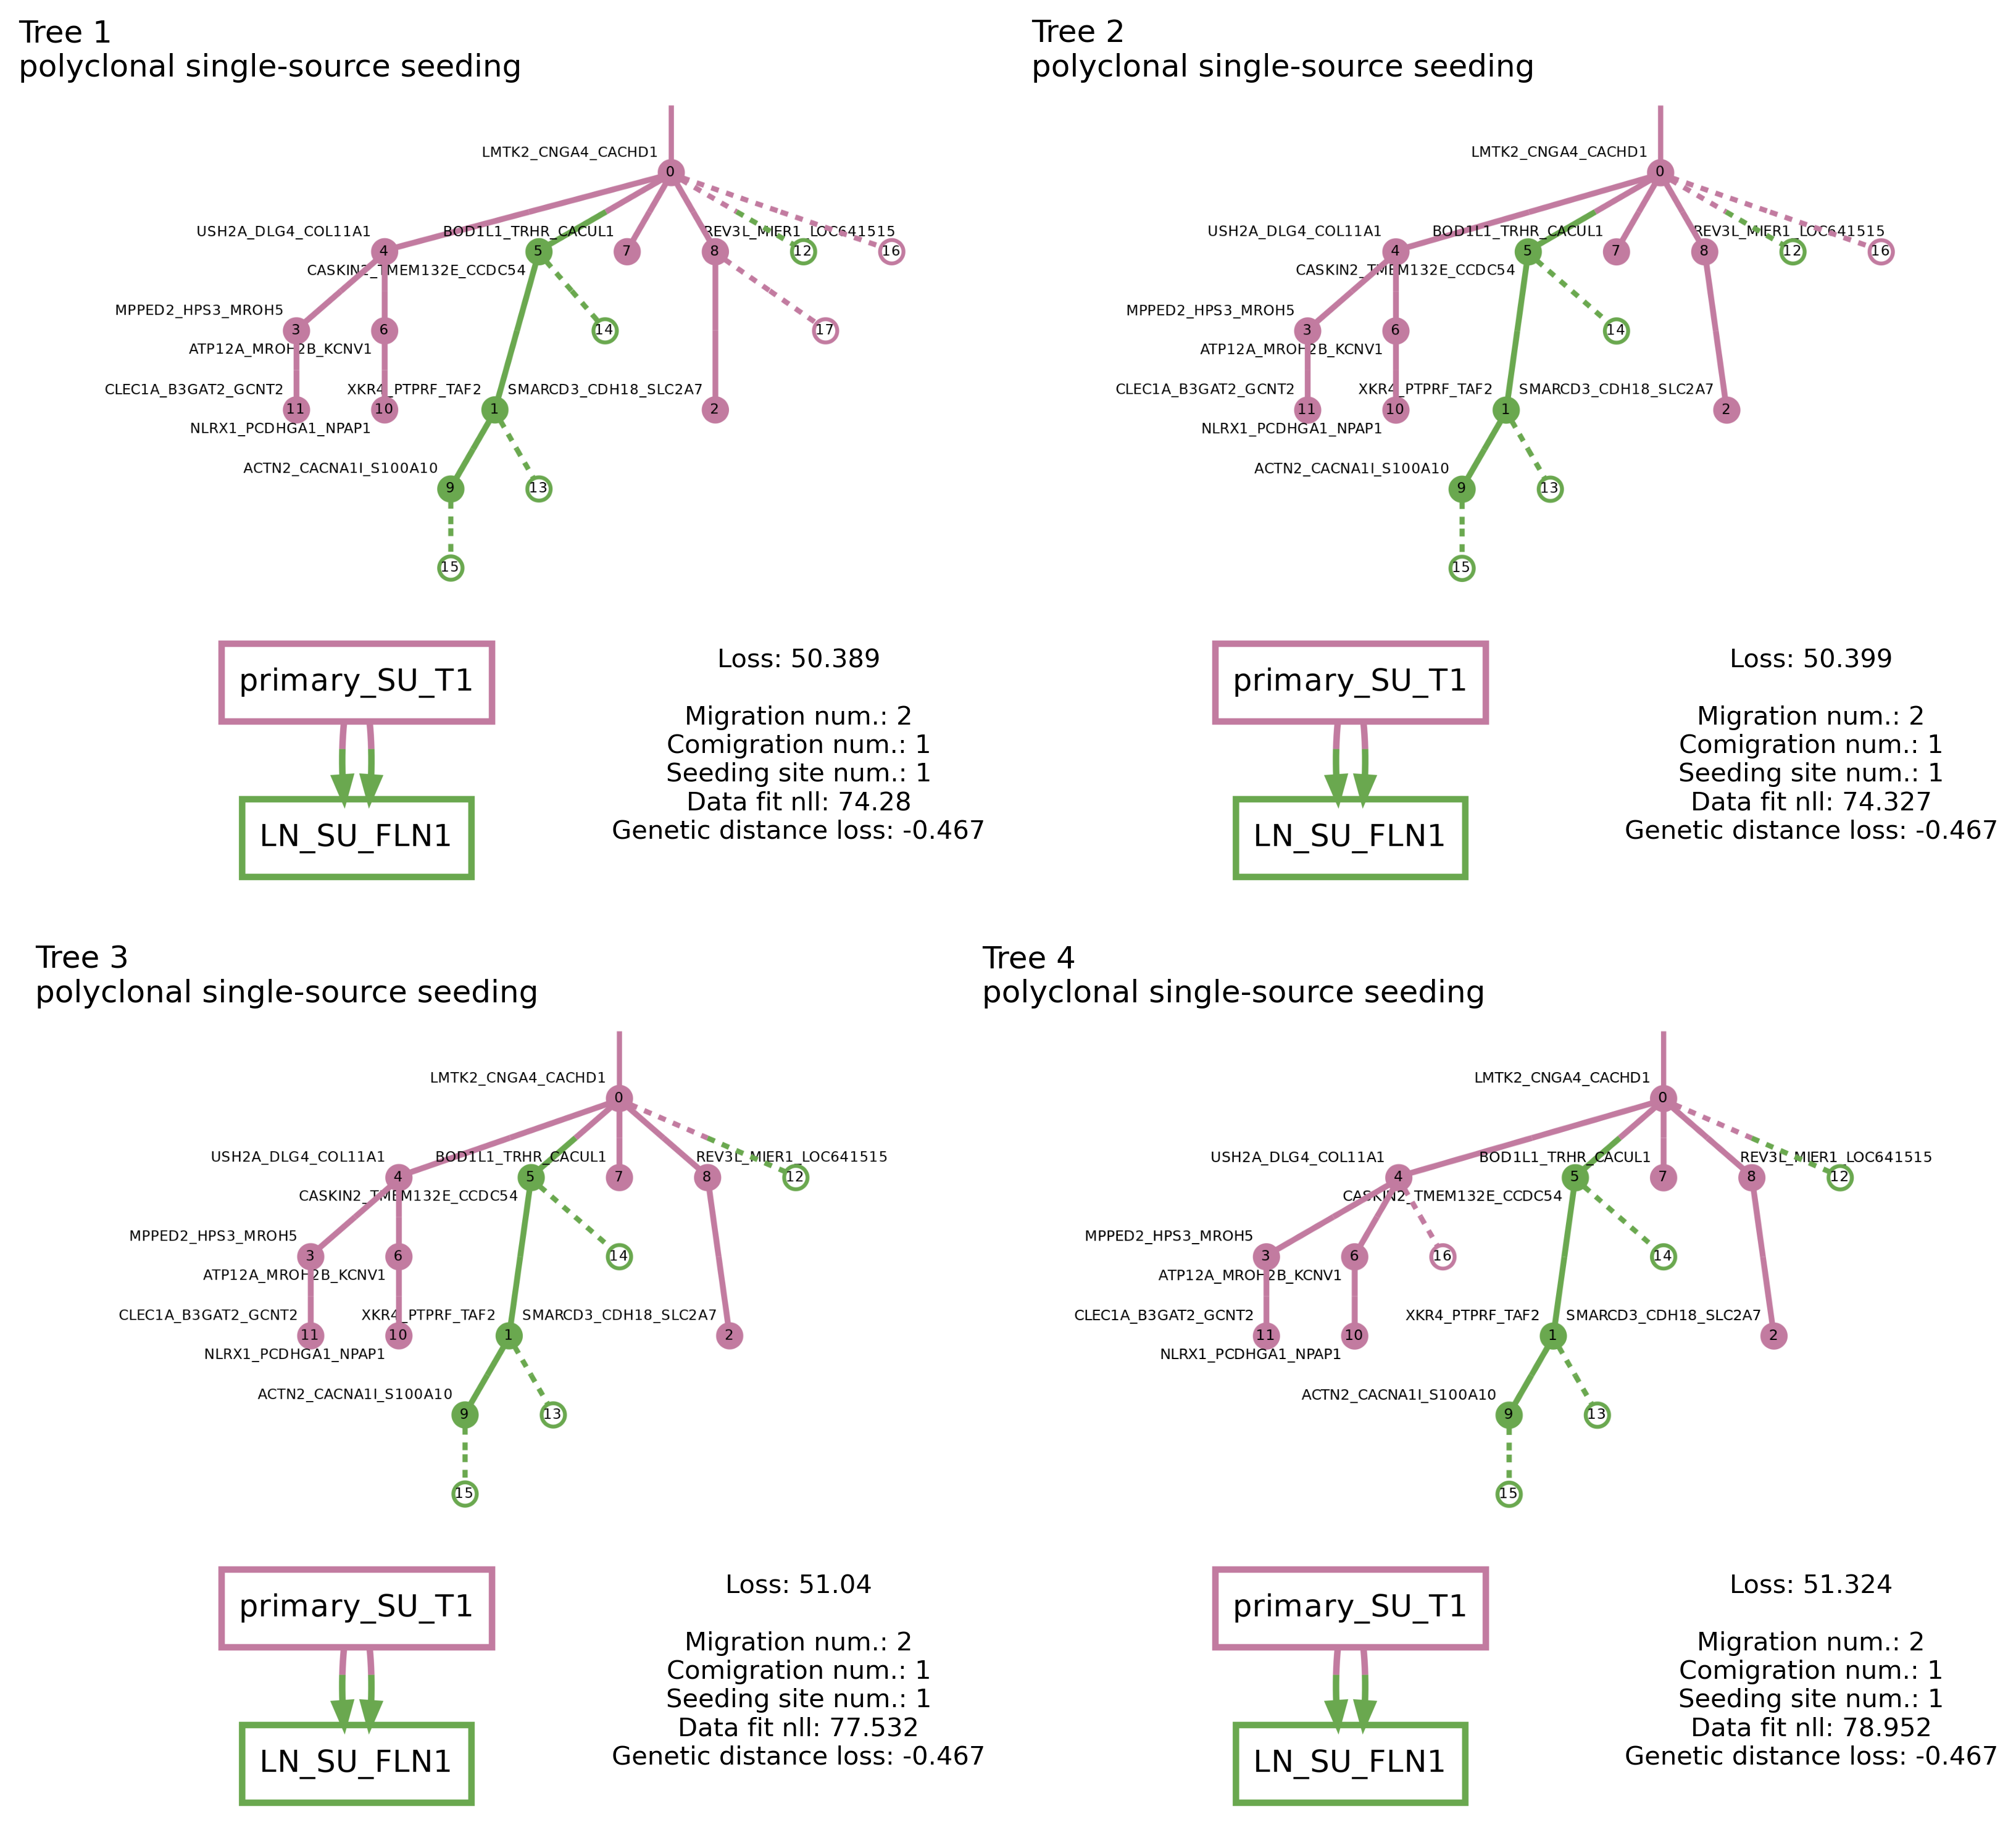 Tree 1
polyclonal single-source seeding
LMTK2_CNGA4_CACHD1
0
USH2A_DLG4_COL11A1
BOD1L1_TRHR_CACUL1
REV3L_MIER1_LOC641515
4
5
7
8
12
16
CASKIN2_TMEM132E_CCDC54
MPPED2_HPS3_MROH5
3
6
14
17
ATP12A_MROH2B_KCNV1
CLEC1A_B3GAT2_GCNT2
XKR4_PTPRF_TAF2
SMARCD3_CDH18_SLC2A7
11
10
1
2
NLRX1_PCDHGA1_NPAP1
ACTN2_CACNA1I_S100A10
9
13
15
primary_SU_T1
LN_SU_FLN1
Loss: 50.389
Migration num.: 2
Comigration num.: 1
Seeding site num.: 1
Data fit nll: 74.28
Genetic distance loss: -0.467
Tree 2
polyclonal single-source seeding
LMTK2_CNGA4_CACHD1
0
USH2A_DLG4_COL11A1
BOD1L1_TRHR_CACUL1
REV3L_MIER1_LOC641515
4
5
7
8
12
16
CASKIN2_TMEM132E_CCDC54
MPPED2_HPS3_MROH5
3
6
14
ATP12A_MROH2B_KCNV1
CLEC1A_B3GAT2_GCNT2
XKR4_PTPRF_TAF2
SMARCD3_CDH18_SLC2A7
11
10
1
2
NLRX1_PCDHGA1_NPAP1
ACTN2_CACNA1I_S100A10
9
13
15
primary_SU_T1
LN_SU_FLN1
Loss: 50.399
Migration num.: 2
Comigration num.: 1
Seeding site num.: 1
Data fit nll: 74.327
Genetic distance loss: -0.467
Tree 3
polyclonal single-source seeding
LMTK2_CNGA4_CACHD1
0
USH2A_DLG4_COL11A1
BOD1L1_TRHR_CACUL1
REV3L_MIER1_LOC641515
4
5
7
8
12
CASKIN2_TMEM132E_CCDC54
MPPED2_HPS3_MROH5
3
6
14
ATP12A_MROH2B_KCNV1
CLEC1A_B3GAT2_GCNT2
XKR4_PTPRF_TAF2
SMARCD3_CDH18_SLC2A7
11
10
1
2
NLRX1_PCDHGA1_NPAP1
ACTN2_CACNA1I_S100A10
9
13
15
primary_SU_T1
LN_SU_FLN1
Loss: 51.04
Migration num.: 2
Comigration num.: 1
Seeding site num.: 1
Data fit nll: 77.532
Genetic distance loss: -0.467
Tree 4
polyclonal single-source seeding
LMTK2_CNGA4_CACHD1
0
USH2A_DLG4_COL11A1
BOD1L1_TRHR_CACUL1
REV3L_MIER1_LOC641515
4
5
7
8
12
CASKIN2_TMEM132E_CCDC54
MPPED2_HPS3_MROH5
3
6
16
14
ATP12A_MROH2B_KCNV1
CLEC1A_B3GAT2_GCNT2
XKR4_PTPRF_TAF2
SMARCD3_CDH18_SLC2A7
11
10
1
2
NLRX1_PCDHGA1_NPAP1
ACTN2_CACNA1I_S100A10
9
13
15
primary_SU_T1
LN_SU_FLN1
Loss: 51.324
Migration num.: 2
Comigration num.: 1
Seeding site num.: 1
Data fit nll: 78.952
Genetic distance loss: -0.467